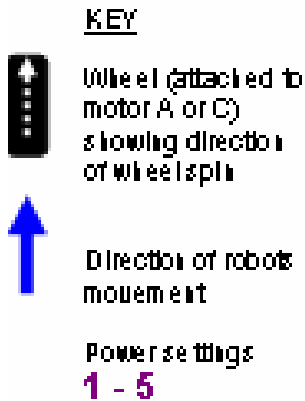 KEY
Wheel (attached to
motor A or C)
showing direction
of wheel spin
Direction of robots
movement
Power settings
1 - 5